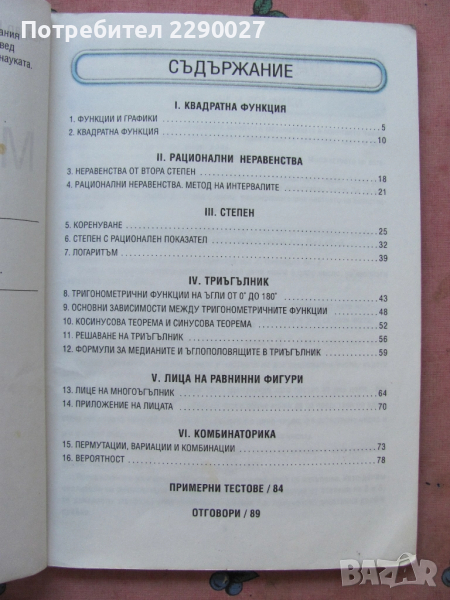 Потребител 2290027
ания
вед
науката.
М
СЪДЪРЖАНИЕ
I. КВАДРАТНА ФУНКЦИЯ
1. ФУНКЦИИ И ГРАФИКИ 5
2. КВАДРАТНА ФУНКЦИЯ 10
II. РАЦИОНАЛНИ НЕРАВЕНСТВА
3. НЕРАВЕНСТВА ОТ ВТОРА СТЕПЕН 18
4. РАЦИОНАЛНИ НЕРАВЕНСТВА. МЕТОД НА ИНТЕРВАЛИТЕ 21
III. СТЕПЕН
5. КОРЕНУВАНЕ 25
6. СТЕПЕН С РАЦИОНАЛЕН ПОКАЗАТЕЛ 32
7. ЛОГАРИТЪМ 39
IV. ТРИЪГЪЛНИК
8. ТРИГОНОМЕТРИЧНИ ФУНКЦИИ НА ЪГЛИ ОТ 0° ДО 180° 43
9. ОСНОВНИ ЗАВИСИМОСТИ МЕЖДУ ТРИГОНОМЕТРИЧНИТЕ ФУНКЦИИ 48
10. КОСИНУСОВА ТЕОРЕМА И СИНУСОВА ТЕОРЕМА 52
11. РЕШАВАНЕ НА ТРИЪГЪЛНИК 56
12. ФОРМУЛИ ЗА МЕДИАНИТЕ И ЪГЛОПОЛОВЯЩИТЕ В ТРИЪГЪЛНИК 59
V. ЛИЦА НА РАВНИННИ ФИГУРИ
13. ЛИЦЕ НА МНОГОЪГЪЛНИК 64
14. ПРИЛОЖЕНИЕ НА ЛИЦАТА 70
VI. КОМБИНАТОРИКА
15. ПЕРМУТАЦИИ, ВАРИАЦИИ И КОМБИНАЦИИ 73
16. ВЕРОЯТНОСТ 78
ПРИМЕРНИ ТЕСТОВЕ / 84
ОТГОВОРИ / 89
BAZAR